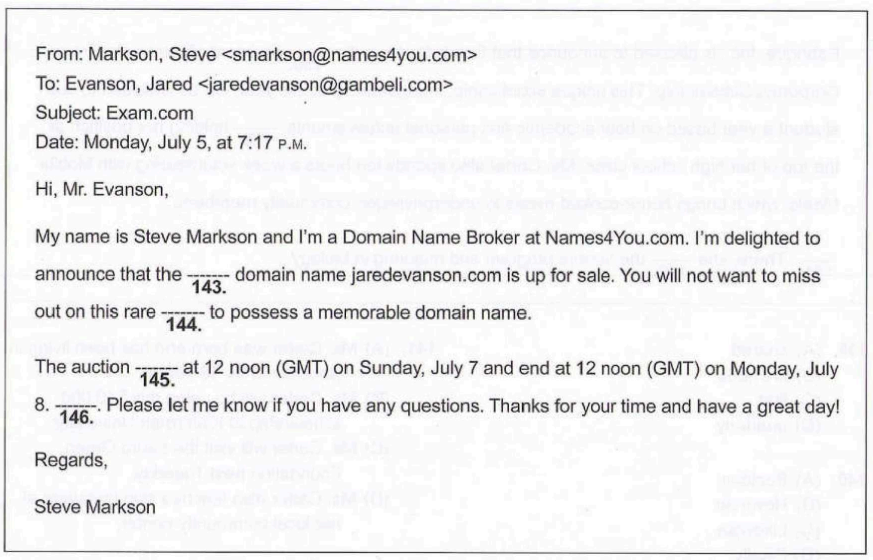 From: Markson, Steve <smarkson@names4you.com>
To: Evanson, Jared <jaredevanson@gambeli.com>
Subject: Exam.com
Date: Monday, July 5, at 7:17 P.M.
Hi, Mr. Evanson,
My name is Steve Markson and I'm a Domain Name Broker at Names4You.com. I'm delighted to
announce that the ------- domain name jaredevanson.com is up for sale. You will not want to miss
143.
out on this rare ------- to possess a memorable domain name.
144.
The auction ------- at 12 noon (GMT) on Sunday, July 7 and end at 12 noon (GMT) on Monday, July
145.
8. -------. Please let me know if you have any questions. Thanks for your time and have a great day!
146.
Regards,
Steve Markson